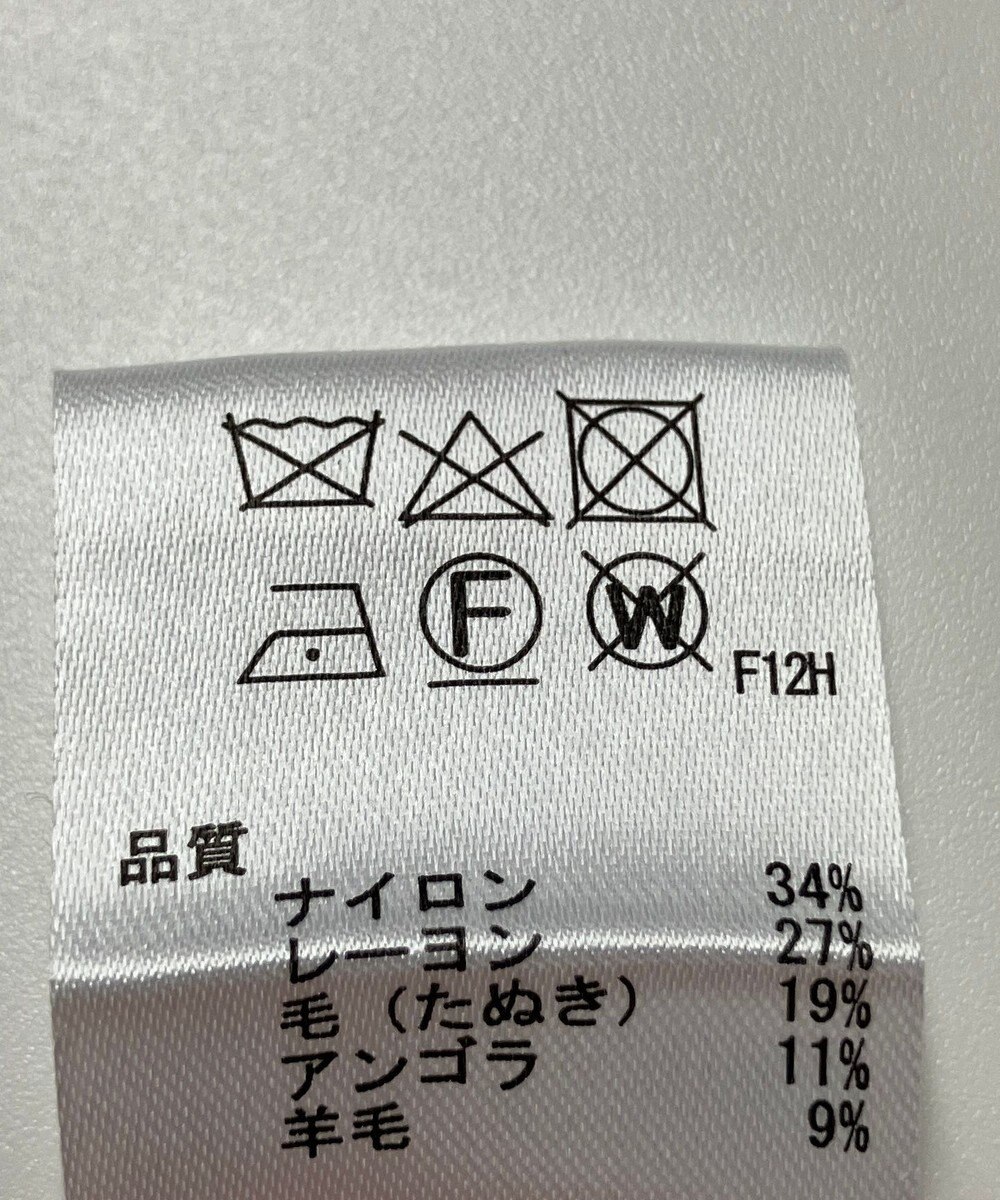 F W F12H
品質
ナイロン 34%
レーヨン 27%
毛（たぬき） 19%
アンゴラ 11%
羊毛 9%